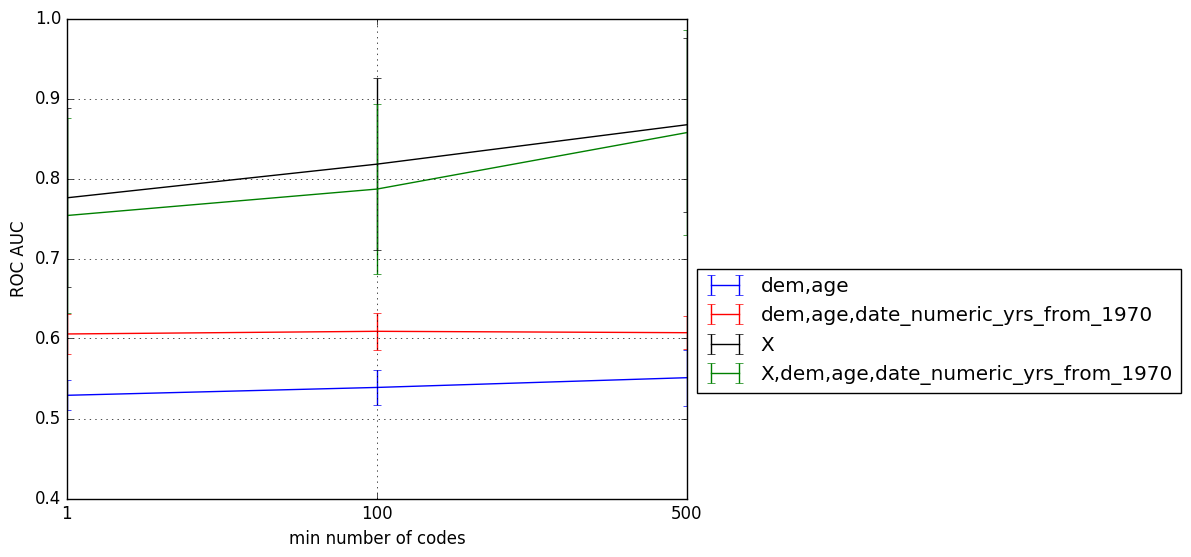 1.0
0.9
0.8
0.7
0.6
0.5
0.4
ROC AUC
1
100
500
min number of codes
dem,age
dem,age,date_numeric_yrs_from_1970
X
X,dem,age,date_numeric_yrs_from_1970